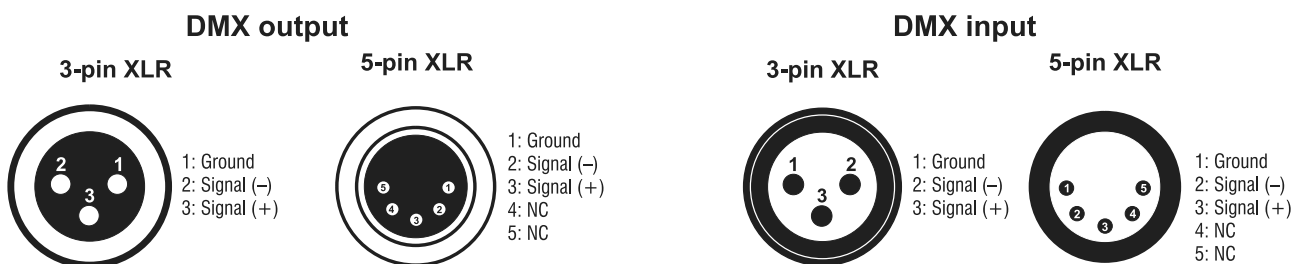 DMX output
3-pin XLR
2 1
3
1: Ground
2: Signal (–)
3: Signal (+)
5-pin XLR
5 1
4 2
3
1: Ground
2: Signal (–)
3: Signal (+)
4: NC
5: NC
DMX input
3-pin XLR
1 2
3
1: Ground
2: Signal (–)
3: Signal (+)
5-pin XLR
1 5
2 4
3
1: Ground
2: Signal (–)
3: Signal (+)
4: NC
5: NC